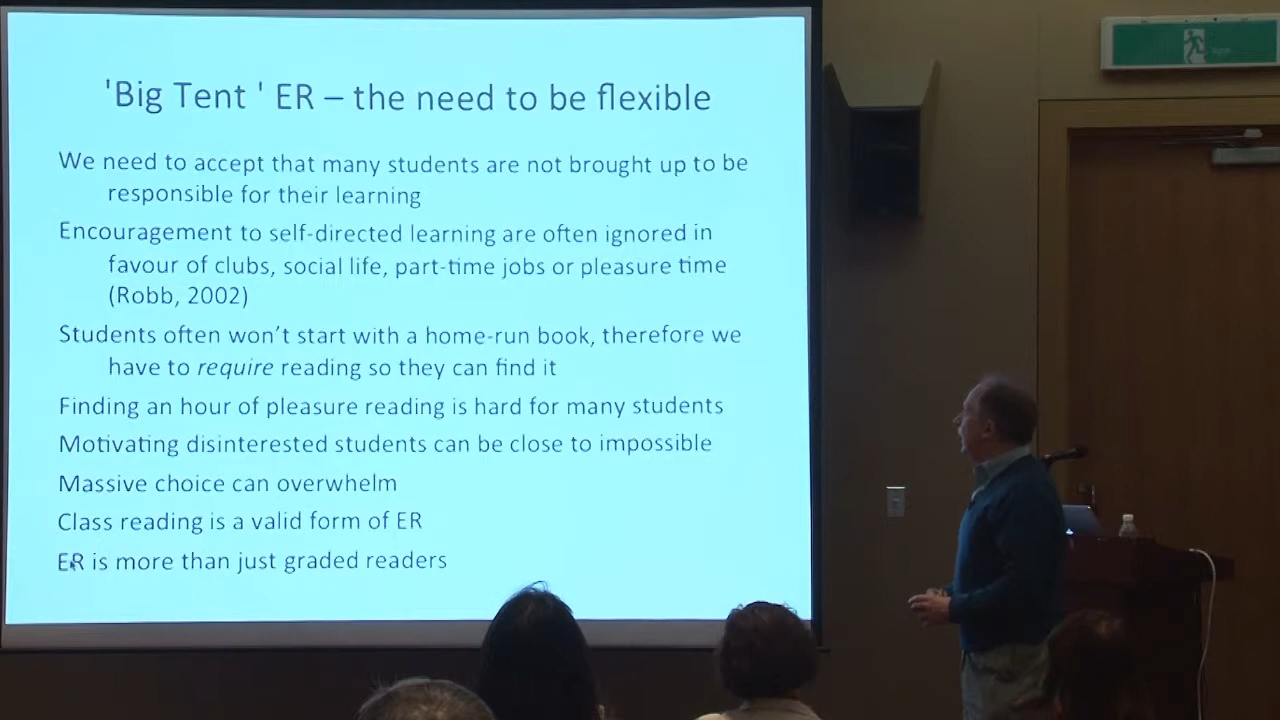 'Big Tent ' ER – the need to be flexible
We need to accept that many students are not brought up to be
responsible for their learning
Encouragement to self-directed learning are often ignored in
favour of clubs, social life, part-time jobs or pleasure time
(Robb, 2002)
Students often won't start with a home-run book, therefore we
have to require reading so they can find it
Finding an hour of pleasure reading is hard for many students
Motivating disinterested students can be close to impossible
Massive choice can overwhelm
Class reading is a valid form of ER
ER is more than just graded readers